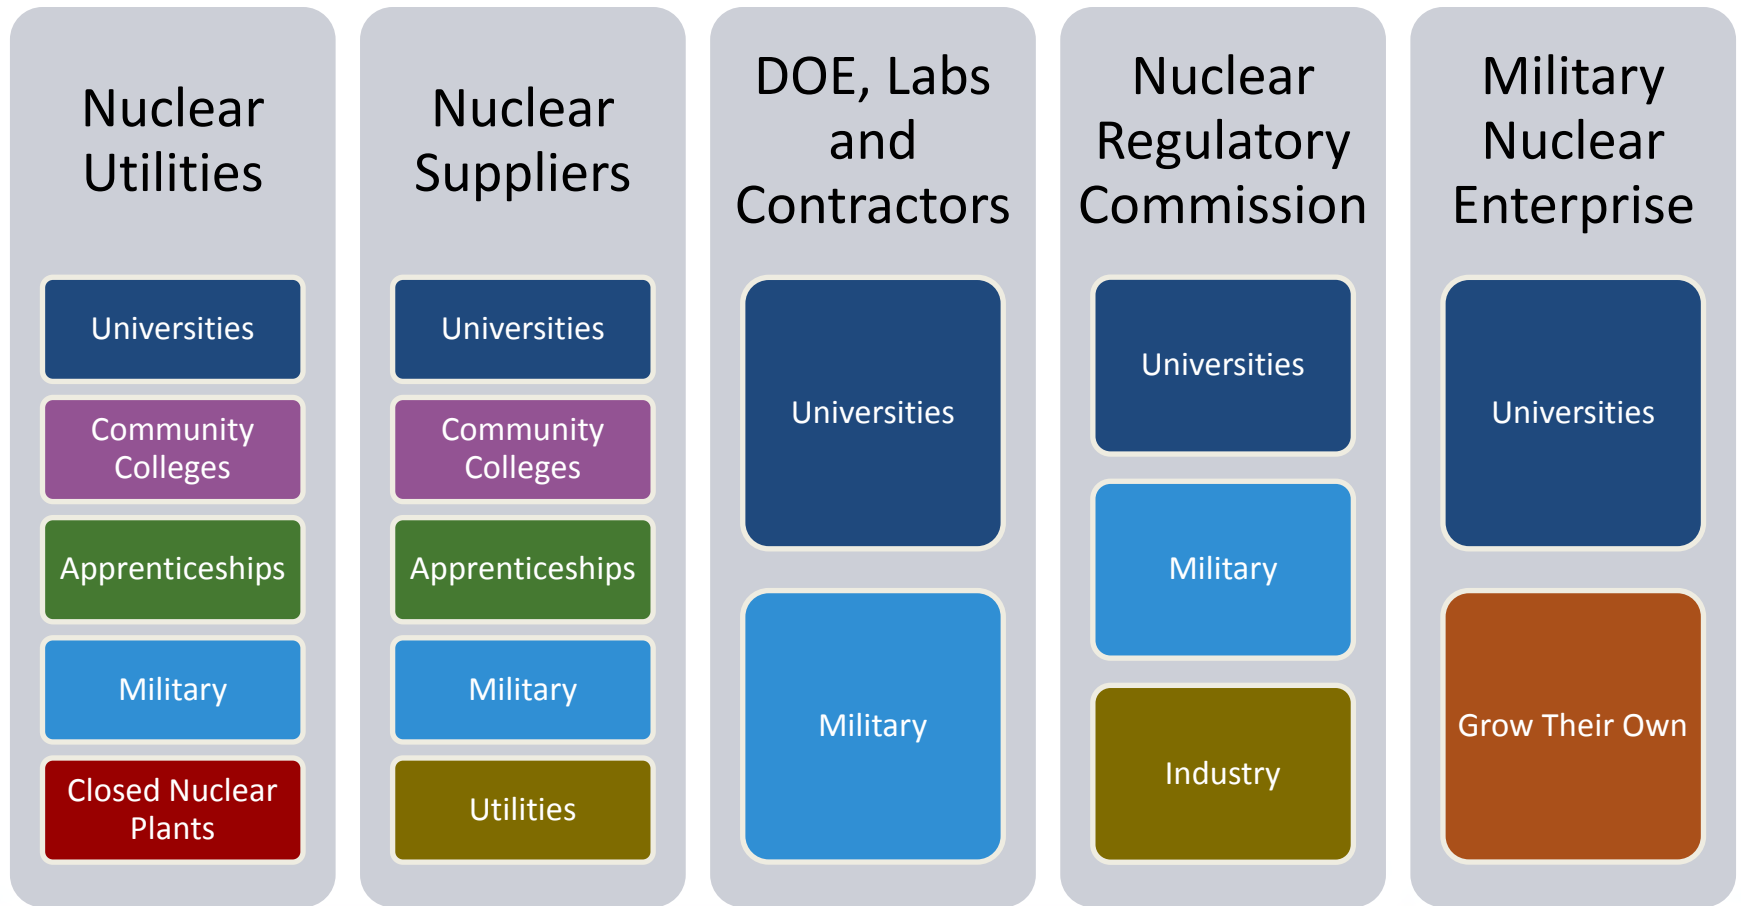 Nuclear
Utilities
Universities
Community
Colleges
Apprenticeships
Military
Closed Nuclear
Plants
Nuclear
Suppliers
Universities
Community
Colleges
Apprenticeships
Military
Utilities
DOE, Labs
and
Contractors
Universities
Military
Nuclear
Regulatory
Commission
Universities
Military
Industry
Military
Nuclear
Enterprise
Universities
Grow Their Own